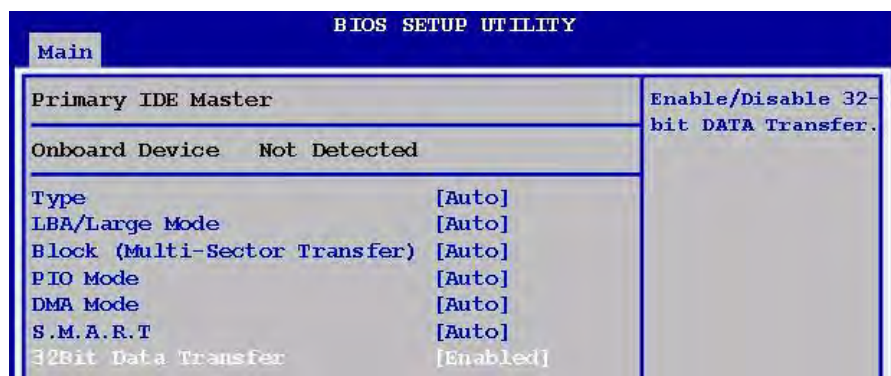 BIOS SETUP UTILITY
Main
Primary IDE Master
Onboard Device Not Detected
Type [Auto]
LBA/Large Mode [Auto]
Block (Multi-Sector Transfer) [Auto]
PIO Mode [Auto]
DMA Mode [Auto]
S.M.A.R.T [Auto]
32Bit Data Transfer [Enabled]
Enable/Disable 32-
bit DATA Transfer.